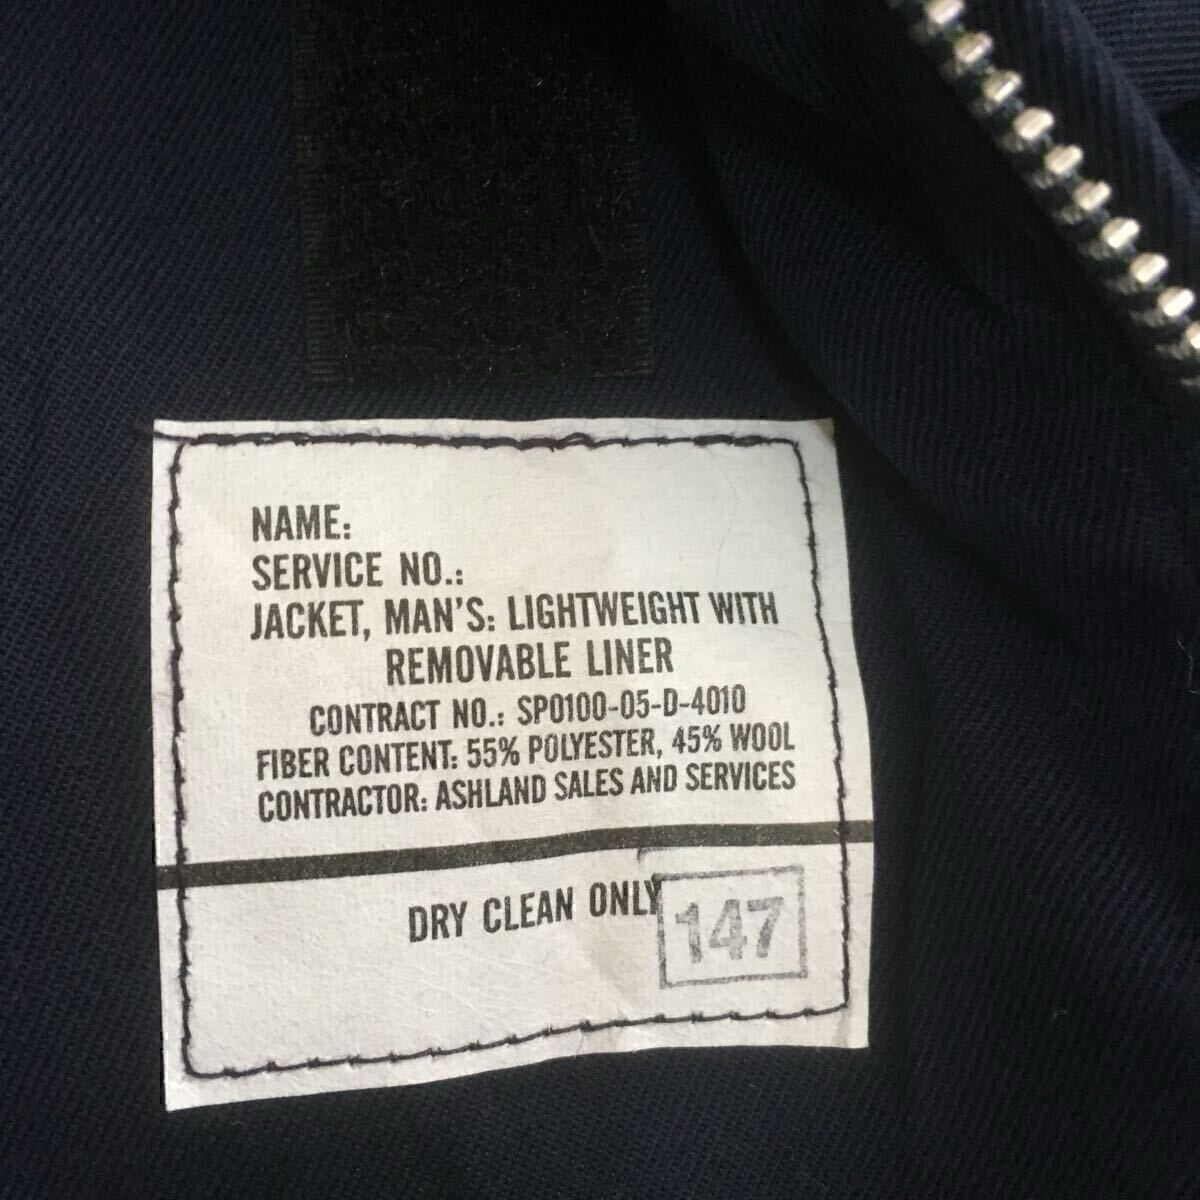 NAME:
SERVICE NO.:
JACKET, MAN'S: LIGHTWEIGHT WITH
REMOVABLE LINER
CONTRACT NO.: SP0100-05-D-4010
FIBER CONTENT: 55% POLYESTER, 45% WOOL
CONTRACTOR: ASHLAND SALES AND SERVICES
DRY CLEAN ONLY
147